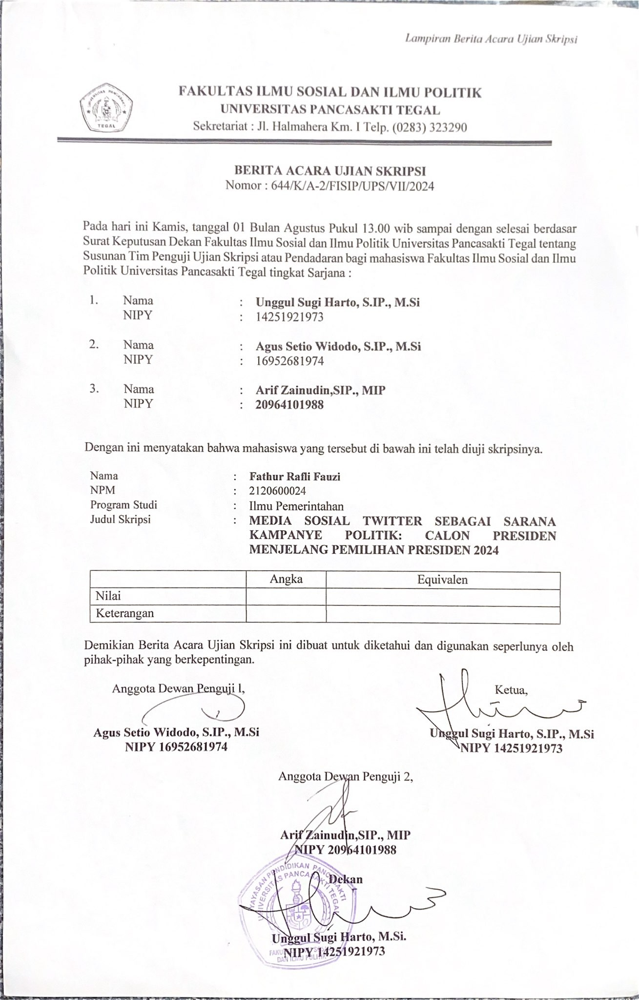 Lampiran Berita Acara Ujian Skripsi
UNIVERSITAS PANCASAKTI
TEGAL
FAKULTAS ILMU SOSIAL DAN ILMU POLITIK
UNIVERSITAS PANCASAKTI TEGAL
Sekretariat : Jl. Halmahera Km. I Telp. (0283) 323290
BERITA ACARA UJIAN SKRIPSI
Nomor : 644/K/A-2/FISIP/UPS/VII/2024
Pada hari ini Kamis, tanggal 01 Bulan Agustus Pukul 13.00 wib sampai dengan selesai berdasar
Surat Keputusan Dekan Fakultas Ilmu Sosial dan Ilmu Politik Universitas Pancasakti Tegal tentang
Susunan Tim Penguji Ujian Skripsi atau Pendadaran bagi mahasiswa Fakultas Ilmu Sosial dan Ilmu
Politik Universitas Pancasakti Tegal tingkat Sarjana :
1. Nama : Unggul Sugi Harto, S.IP., M.Si
NIPY : 14251921973
2. Nama : Agus Setio Widodo, S.IP., M.Si
NIPY : 16952681974
3. Nama : Arif Zainudin,SIP., MIP
NIPY : 20964101988
Dengan ini menyatakan bahwa mahasiswa yang tersebut di bawah ini telah diuji skripsinya.
Nama : Fathur Rafli Fauzi
NPM : 2120600024
Program Studi : Ilmu Pemerintahan
Judul Skripsi : MEDIA SOSIAL TWITTER SEBAGAI SARANA
KAMPANYE POLITIK: CALON PRESIDEN
MENJELANG PEMILIHAN PRESIDEN 2024
Angka Equivalen
Nilai
Keterangan
Demikian Berita Acara Ujian Skripsi ini dibuat untuk diketahui dan digunakan seperlunya oleh
pihak-pihak yang berkepentingan.
Anggota Dewan Penguji 1, Ketua,
Agus Setio Widodo, S.IP., M.Si Unggul Sugi Harto, S.IP., M.Si
NIPY 16952681974 NIPY 14251921973
Anggota Dewan Penguji 2,
Arif Zainudin,SIP., MIP
NIPY 20964101988
YAYASAN PENDIDIKAN PANCASAKTI
UNIVERSITAS PANCASAKTI TEGAL
Dekan
Unggul Sugi Harto, M.Si.
NIPY 14251921973
DAN ILMU POLITIK